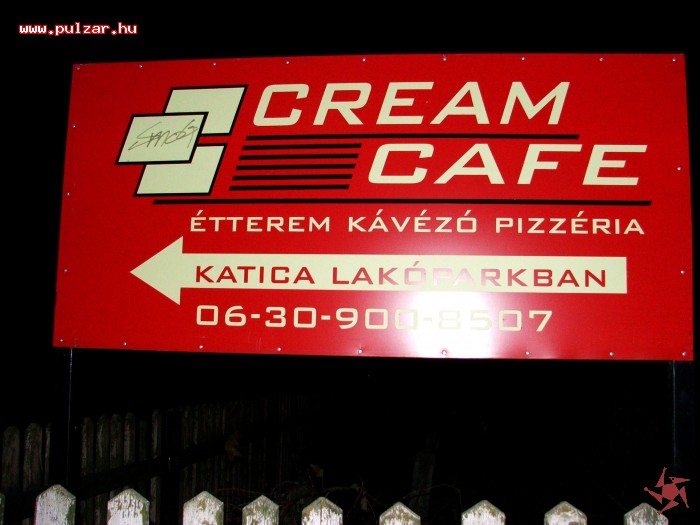 www.pulzar.hu
CREAM
CAFE
ÉTTEREM KÁVÉZÓ PIZZÉRIA
KATICA LAKÓPARKBAN
06-30-900-8507